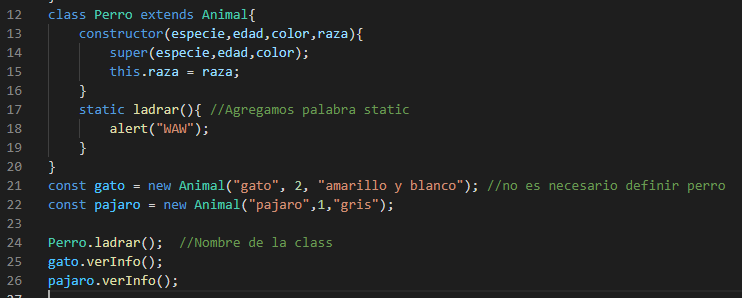 12 class Perro extends Animal{
13     constructor(especie,edad,color,raza){
14         super(especie,edad,color);
15         this.raza = raza;
16     }
17     static ladrar(){ //Agregamos palabra static
18         alert("WAW");
19     }
20 }
21 const gato = new Animal("gato", 2, "amarillo y blanco"); //no es necesario definir perro
22 const pajaro = new Animal("pajaro",1,"gris");
23
24 Perro.ladrar();  //Nombre de la class
25 gato.verInfo();
26 pajaro.verInfo();
27